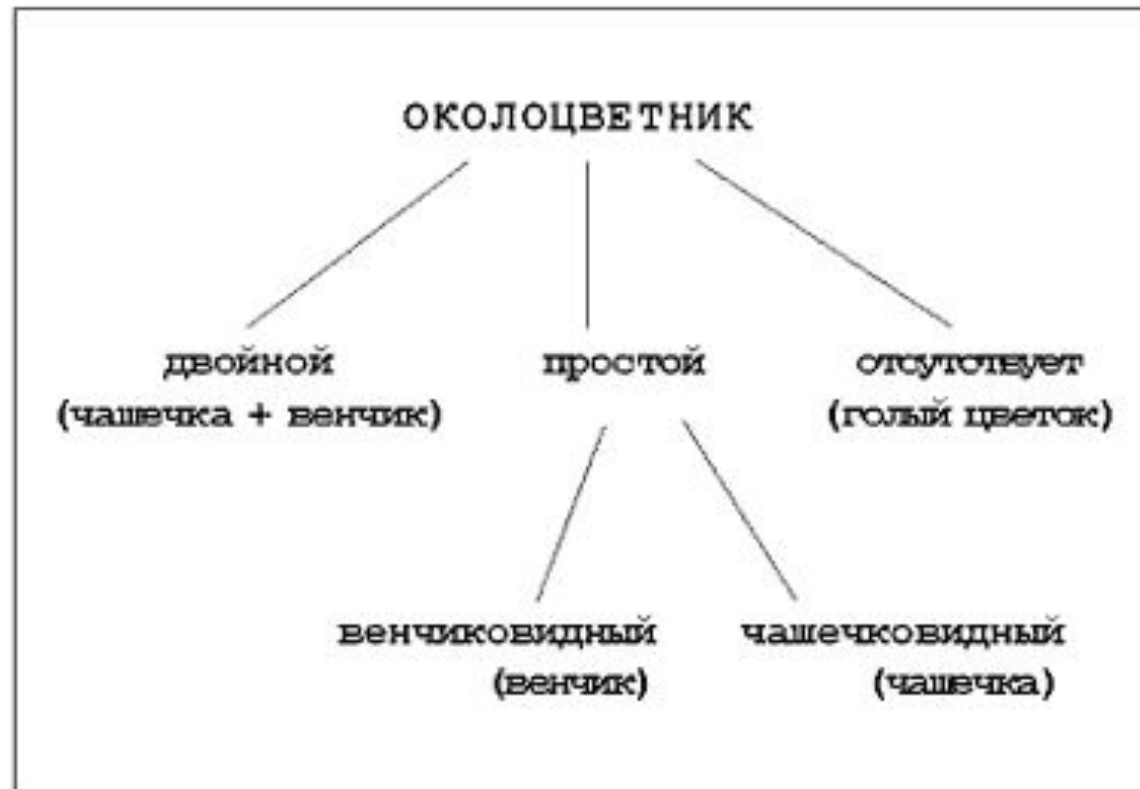 ОКОЛОЦВЕТНИК
двойной
(чашечка + венчик)
простой
отсутствует
(голый цветок)
венчиковидный
(венчик)
чашечковидный
(чашечка)